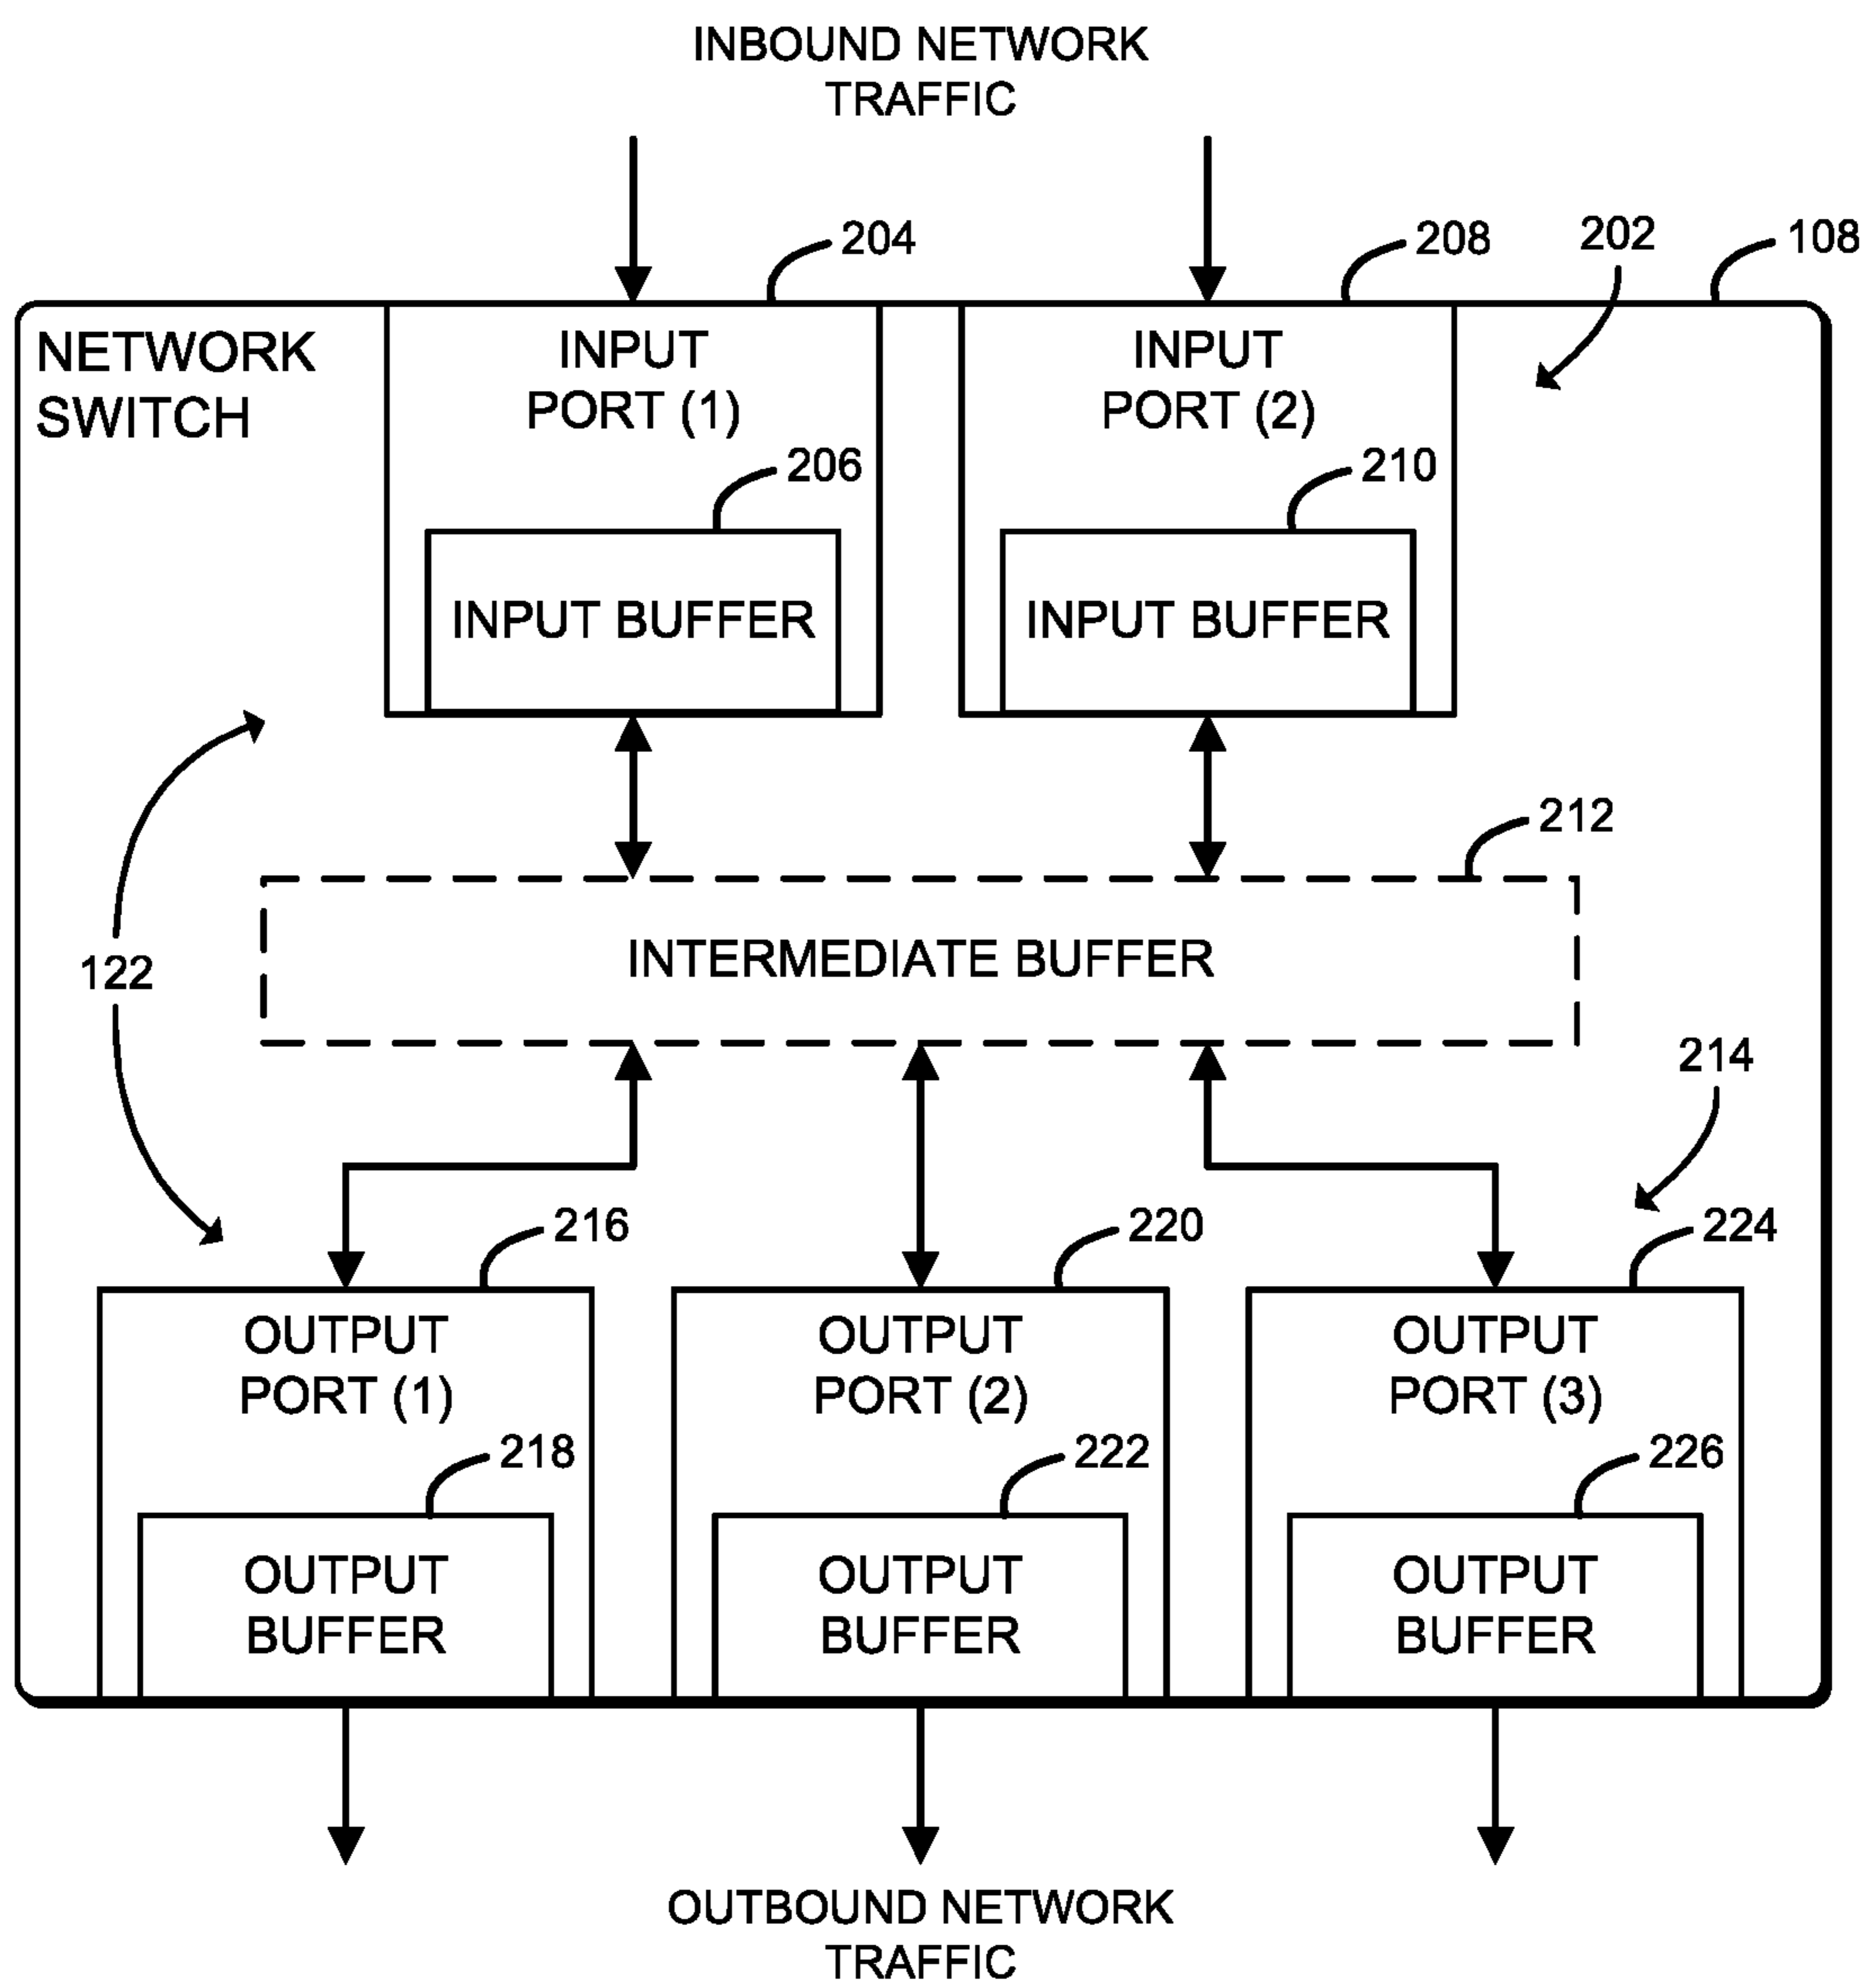 INBOUND NETWORK
TRAFFIC
204
208
202
108
NETWORK
SWITCH
INPUT
PORT (1)
INPUT
PORT (2)
206
210
INPUT BUFFER
INPUT BUFFER
212
INTERMEDIATE BUFFER
122
214
216
220
224
OUTPUT
PORT (1)
OUTPUT
PORT (2)
OUTPUT
PORT (3)
218
222
226
OUTPUT
BUFFER
OUTPUT
BUFFER
OUTPUT
BUFFER
OUTBOUND NETWORK
TRAFFIC